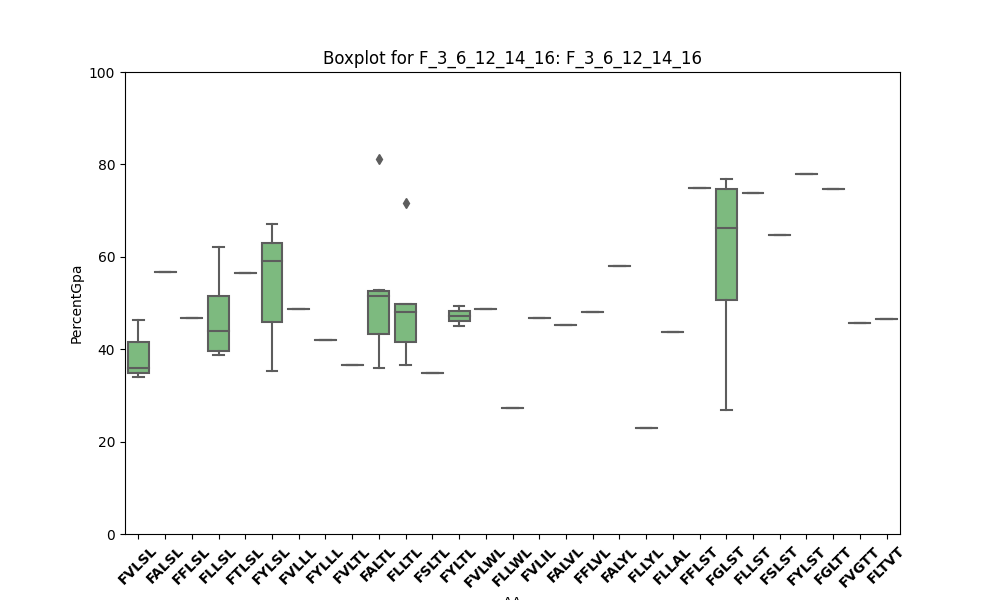 Boxplot for F_3_6_12_14_16: F_3_6_12_14_16
PercentGpa
100
80
60
40
20
0
FVLSL
FALSL
FFLSL
FLLSL
FTLSL
FYLSL
FVLLL
FYLLL
FVLTL
FALTL
FLLTL
FSLTL
FYLTL
FVLWL
FLLWL
FVLIL
FALVL
FFLVL
FALYL
FLLYL
FLLAL
FFLST
FGLST
FLLST
FSLST
FYLST
FGLTT
FVGTT
FLTVT